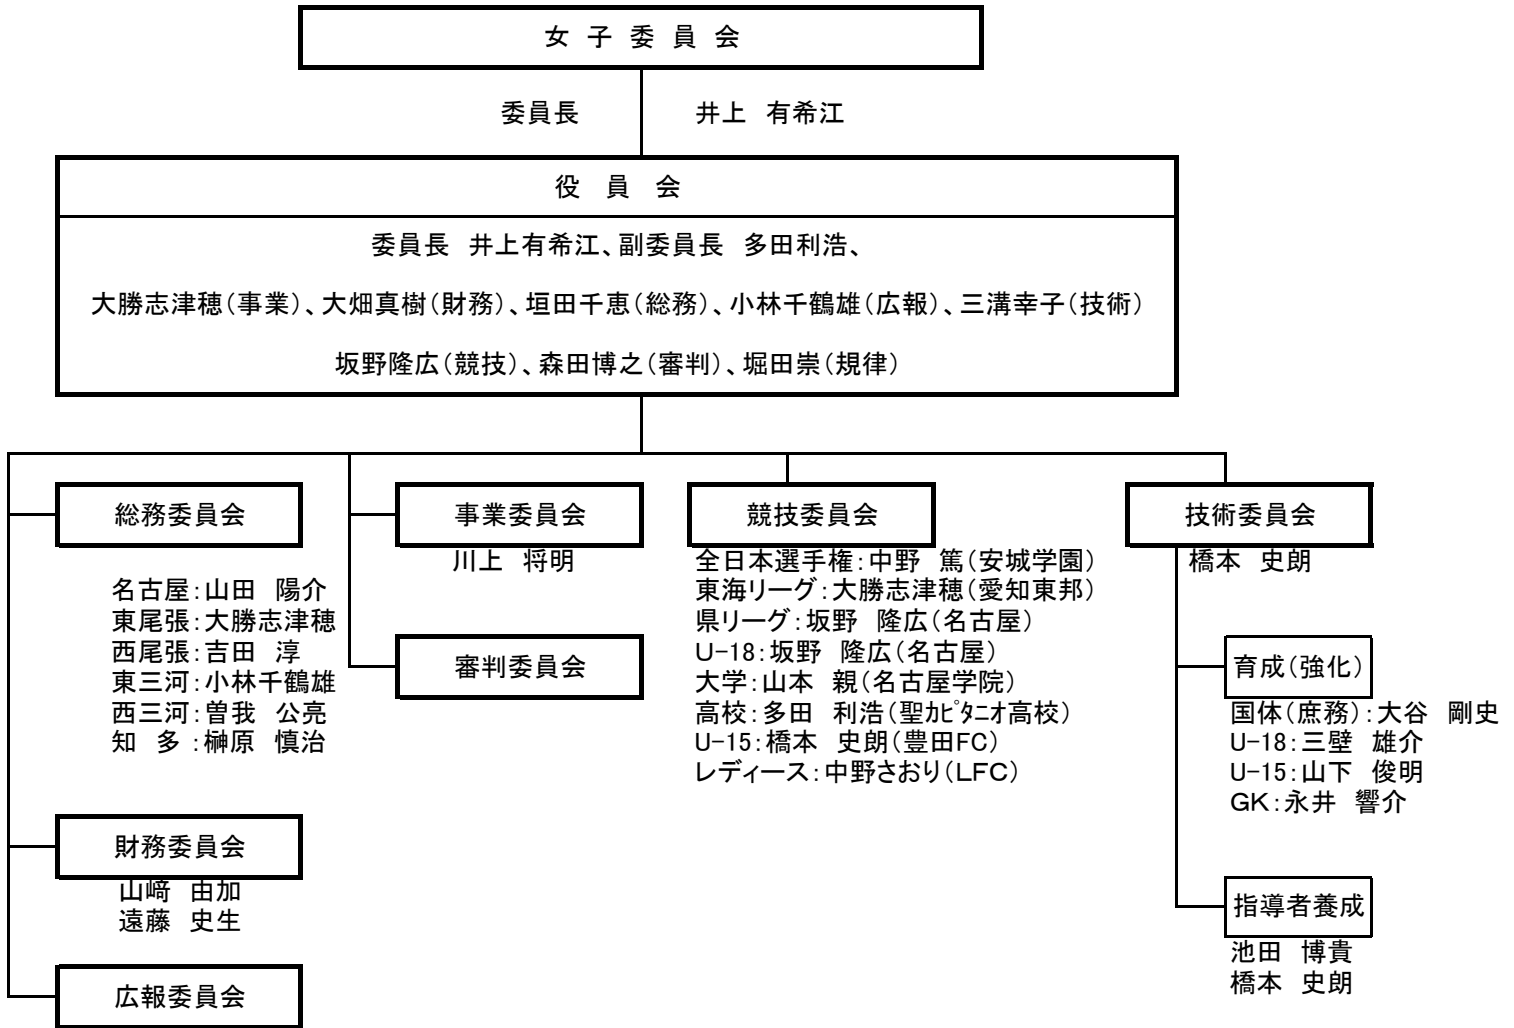 女 子 委 員 会
委員長 井上 有希江
役 員 会
委員長 井上有希江、副委員長 多田利浩、
大勝志津穂(事業)、大畑真樹(財務)、垣田千恵(総務)、小林千鶴雄(広報)、三溝幸子(技術)
坂野隆広(競技)、森田博之(審判)、堀田崇(規律)
総務委員会
名古屋:山田 陽介
東尾張:大勝志津穂
西尾張:吉田 淳
東三河:小林千鶴雄
西三河:曽我 公亮
知 多:榊原 慎治
財務委員会
山﨑 由加
遠藤 史生
広報委員会
事業委員会
川上 将明
審判委員会
競技委員会
全日本選手権:中野 篤(安城学園)
東海リーグ:大勝志津穂(愛知東邦)
県リーグ:坂野 隆広(名古屋)
U-18:坂野 隆広(名古屋)
大学:山本 親(名古屋学院)
高校:多田 利浩(聖ｶﾋﾟﾀﾆｵ高校)
U-15:橋本 史朗(豊田FC)
レディース:中野さおり(LFC)
技術委員会
橋本 史朗
育成(強化)
国体(庶務):大谷 剛史
U-18:三壁 雄介
U-15:山下 俊明
GK:永井 響介
指導者養成
池田 博貴
橋本 史朗